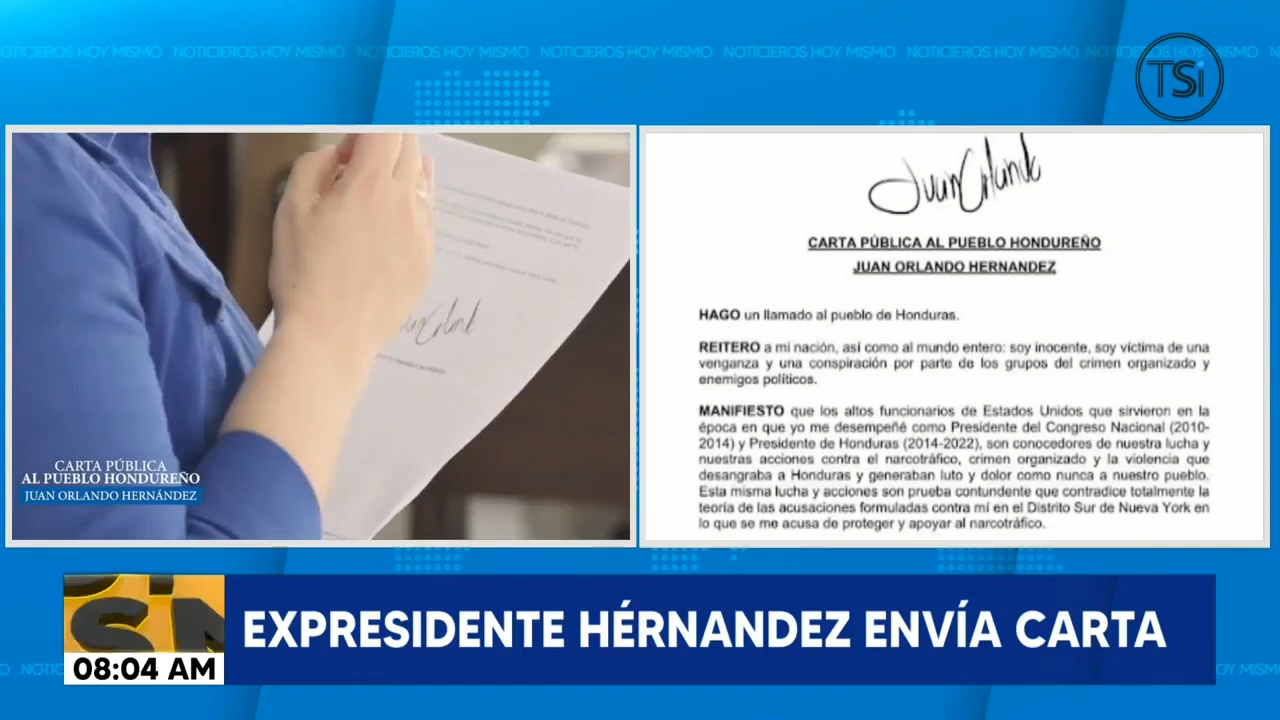 NOTICIEROS HOY MISMO NOTICIEROS HOY MISMO NOTICIEROS HOY MISMO NOTICIEROS HOY MISMO NOTICIEROS HOY MISMO
TSi
Juan Orlando
CARTA PÚBLICA AL PUEBLO HONDUREÑO
JUAN ORLANDO HERNANDEZ
HAGO un llamado al pueblo de Honduras.
REITERO a mi nación, así como al mundo entero: soy inocente, soy víctima de una
venganza y una conspiración por parte de los grupos del crimen organizado y
enemigos políticos.
MANIFIESTO que los altos funcionarios de Estados Unidos que sirvieron en la
época en que yo me desempeñé como Presidente del Congreso Nacional (2010-
2014) y Presidente de Honduras (2014-2022), son conocedores de nuestra lucha y
nuestras acciones contra el narcotráfico, crimen organizado y la violencia que
desangraba a Honduras y generaban luto y dolor como nunca a nuestro pueblo.
Esta misma lucha y acciones son prueba contundente que contradice totalmente la
teoría de las acusaciones formuladas contra mí en el Distrito Sur de Nueva York en
lo que se me acusa de proteger y apoyar al narcotráfico.
CARTA PÚBLICA
AL PUEBLO HONDUREÑO
JUAN ORLANDO HERNÁNDEZ
EXPRESIDENTE HÉRNANDEZ ENVÍA CARTA
08:04 AM